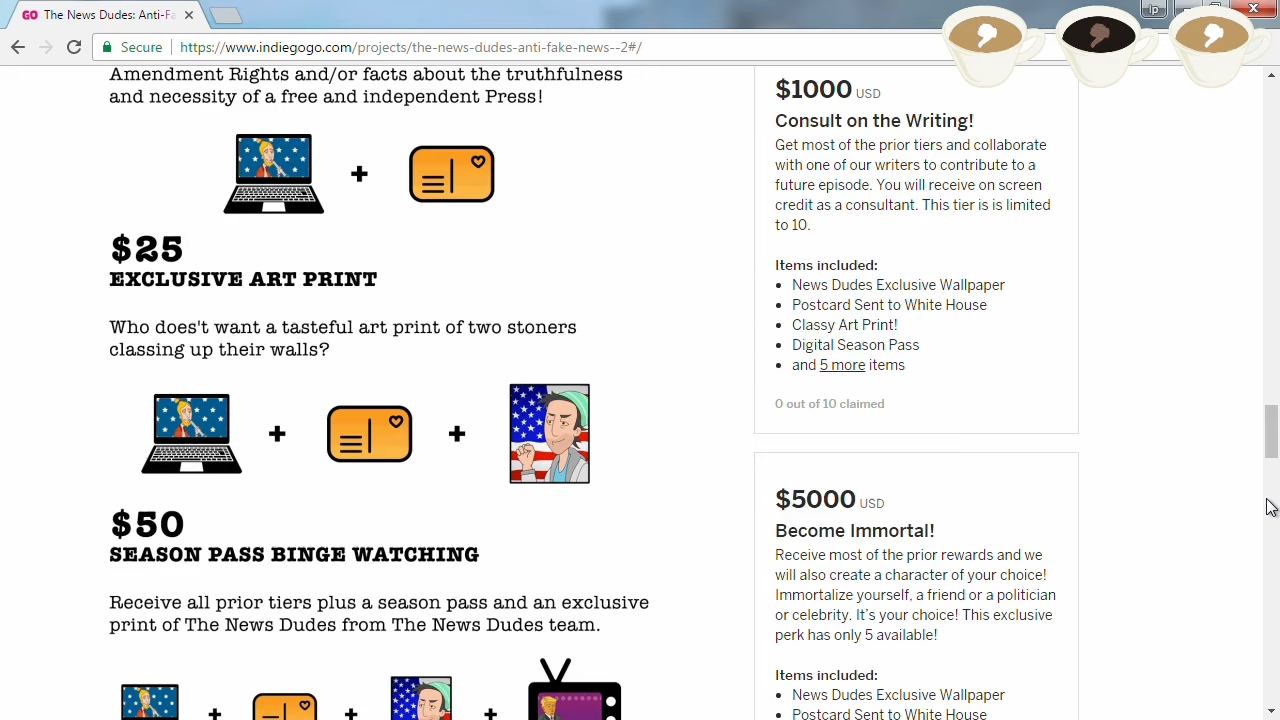 The News Dudes: Anti-Fa
Ip
Secure
https://www.indiegogo.com/projects/the-news-dudes-anti-fake-news--2#/
Amendment Rights and/or facts about the truthfulness
and necessity of a free and independent Press!
$25
EXCLUSIVE ART PRINT
Who does't want a tasteful art print of two stoners
classing up their walls?
$50
SEASON PASS BINGE WATCHING
Receive all prior tiers plus a season pass and an exclusive
print of The News Dudes from The News Dudes team.
$1000 USD
Consult on the Writing!
Get most of the prior tiers and collaborate
with one of our writers to contribute to a
future episode. You will receive on screen
credit as a consultant. This tier is is limited
to 10.
Items included:
News Dudes Exclusive Wallpaper
Postcard Sent to White House
Classy Art Print!
Digital Season Pass
and 5 more items
0 out of 10 claimed
$5000 USD
Become Immortal!
Receive most of the prior rewards and we
will also create a character of your choice!
Immortalize yourself, a friend or a politician
or celebrity. It's your choice! This exclusive
perk has only 5 available!
Items included:
News Dudes Exclusive Wallpaper
Postcard Sent to White House